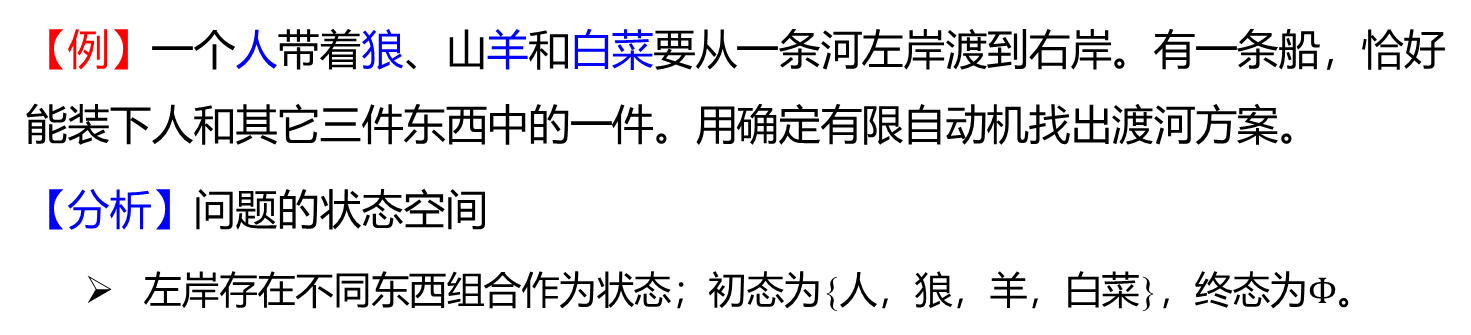 【例】一个人带着狼、山羊和白菜要从一条河左岸渡到右岸。有一条船，恰好
能装下人和其它三件东西中的一件。用确定有限自动机找出渡河方案。
【分析】问题的状态空间
➢ 左岸存在不同东西组合作为状态；初态为{人，狼，羊，白菜}，终态为Φ。